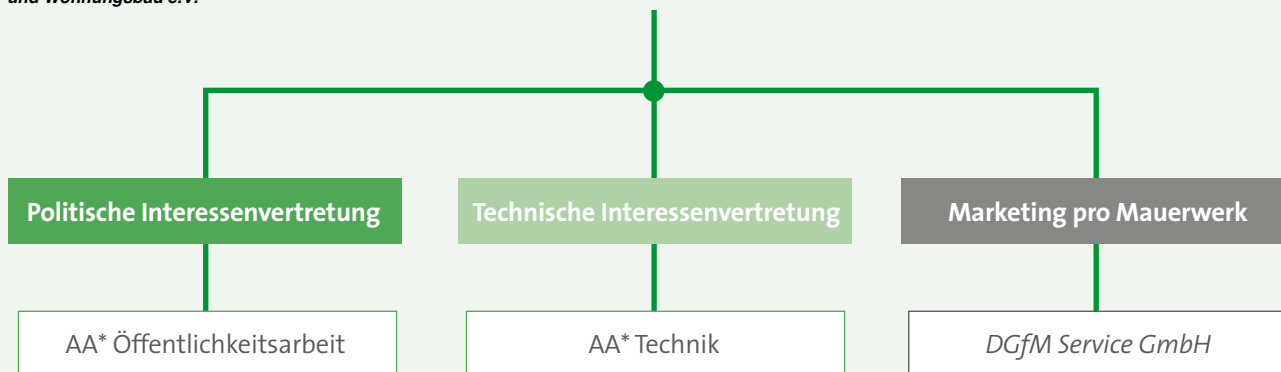 und Wohnungsbau e.V.
Politische Interessenvertretung
Technische Interessenvertretung
Marketing pro Mauerwerk
AA* Öffentlichkeitsarbeit
AA* Technik
DGfM Service GmbH